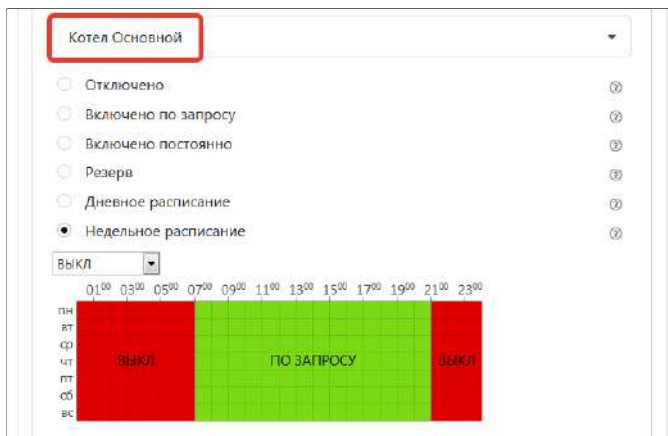 Котел Основной
Отключено
Включено по запросу
Включено постоянно
Резерв
Дневное расписание
Недельное расписание
ВЫКЛ
01⁰⁰ 03⁰⁰ 05⁰⁰ 07⁰⁰ 09⁰⁰ 11⁰⁰ 13⁰⁰ 15⁰⁰ 17⁰⁰ 19⁰⁰ 21⁰⁰ 23⁰⁰
пн
вт
ср
чт ВЫКЛ ПО ЗАПРОСУ ВЫКЛ
пт
сб
вс